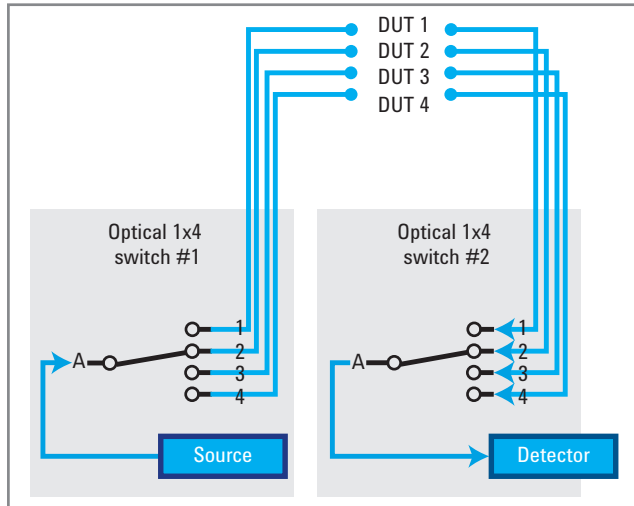 DUT 1
DUT 2
DUT 3
DUT 4
Optical 1x4
switch #1
1
2
3
4
A
Source
Optical 1x4
switch #2
1
2
3
4
A
Detector